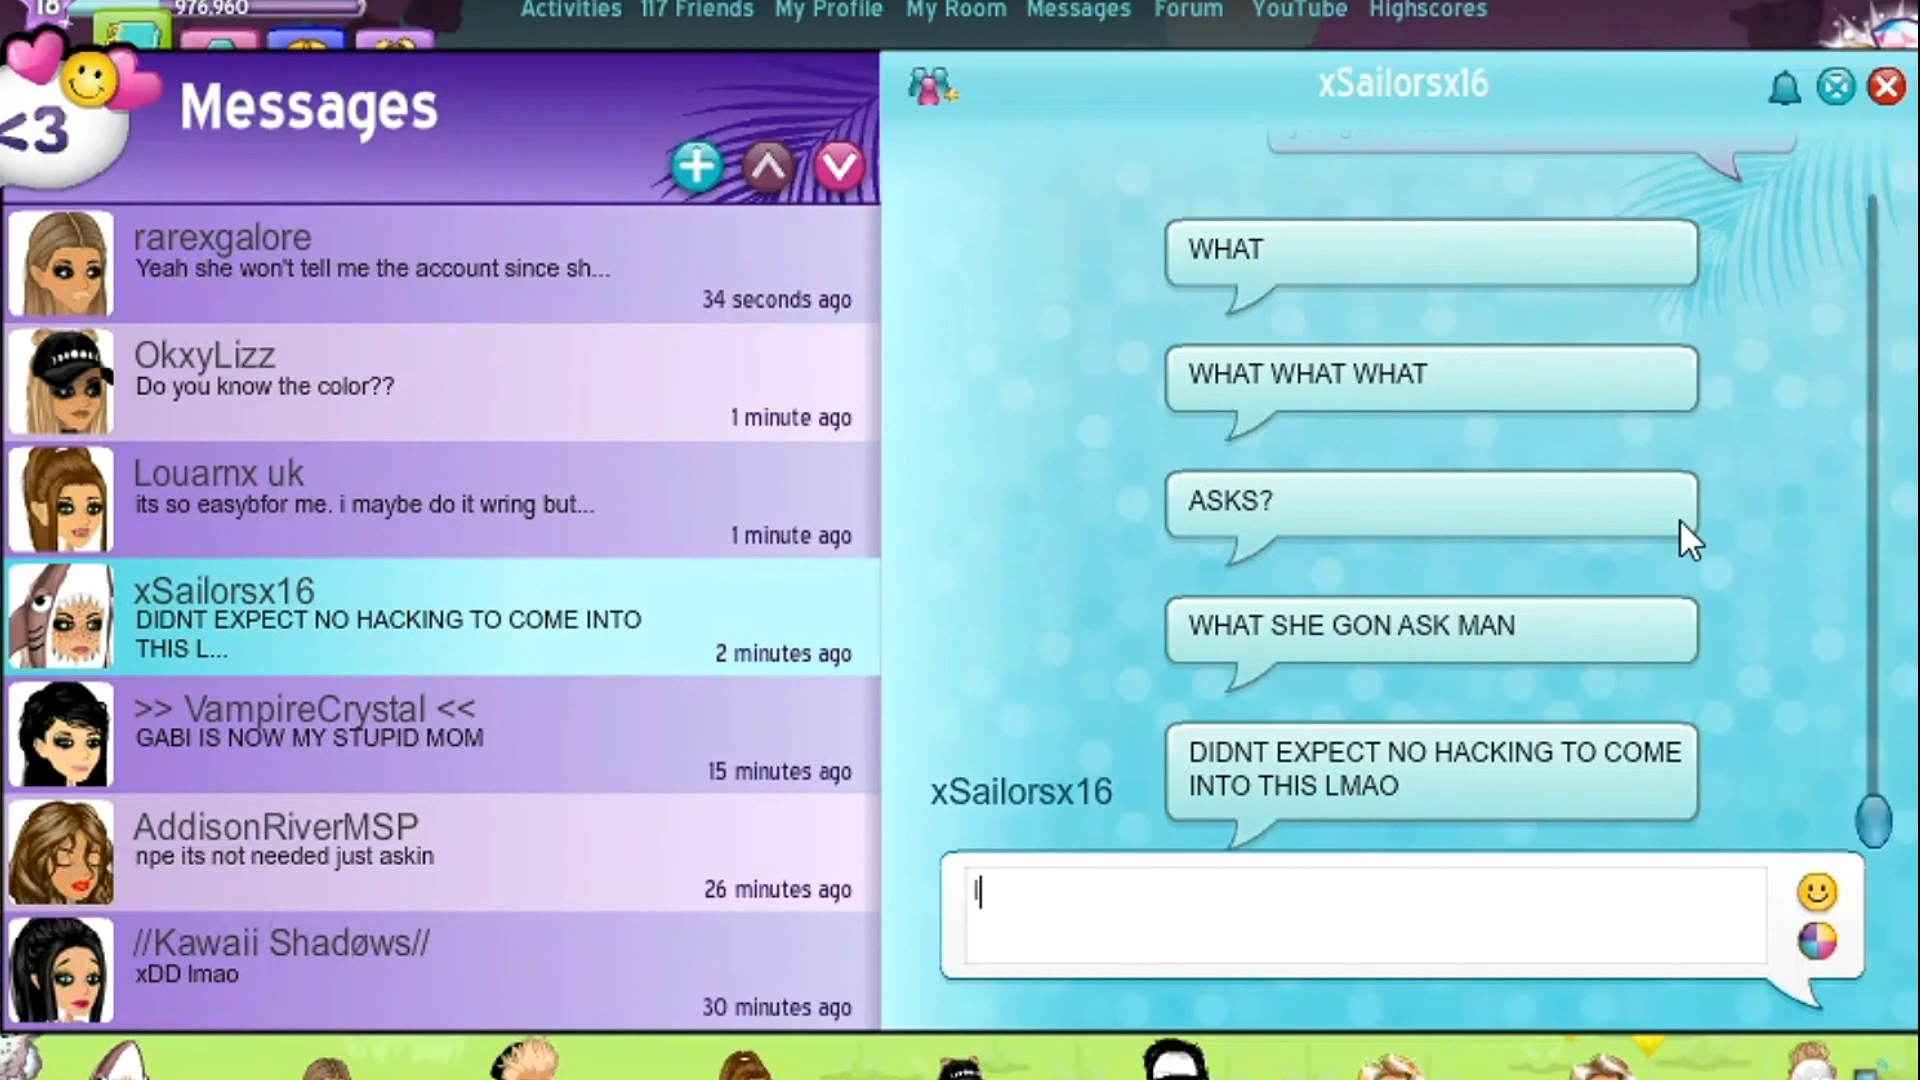 18
976,960
Activities 117 Friends My Profile My Room Messages Forum YouTube Highscores
<3
Messages
rarexgalore
Yeah she won't tell me the account since sh...
34 seconds ago
OkxyLizz
Do you know the color??
1 minute ago
Louarnx uk
its so easybfor me. i maybe do it wring but...
1 minute ago
xSailorsx16
DIDNT EXPECT NO HACKING TO COME INTO
THIS L...
2 minutes ago
>> VampireCrystal <<
GABI IS NOW MY STUPID MOM
15 minutes ago
AddisonRiverMSP
npe its not needed just askin
26 minutes ago
//Kawaii Shadøws//
xDD lmao
30 minutes ago
xSailorsx16
WHAT
WHAT WHAT WHAT
ASKS?
WHAT SHE GON ASK MAN
DIDNT EXPECT NO HACKING TO COME
INTO THIS LMAO
xSailorsx16